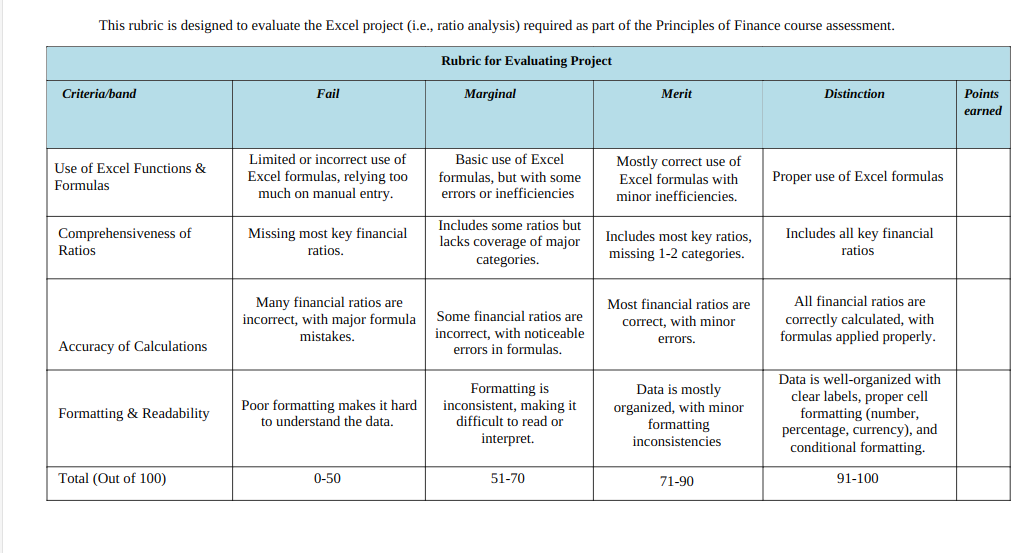 This rubric is designed to evaluate the Excel project (i.e., ratio analysis) required as part of the Principles of Finance course assessment.
Rubric for Evaluating Project
Criteria/band
Fail
Marginal
Merit
Distinction
Points
earned
Use of Excel Functions &
Formulas
Limited or incorrect use of
Excel formulas, relying too
much on manual entry.
Basic use of Excel
formulas, but with some
errors or inefficiencies
Mostly correct use of
Excel formulas with
minor inefficiencies.
Proper use of Excel formulas
Comprehensiveness of
Ratios
Missing most key financial
ratios.
Includes some ratios but
lacks coverage of major
categories.
Includes most key ratios,
missing 1-2 categories.
Includes all key financial
ratios
Accuracy of Calculations
Many financial ratios are
incorrect, with major formula
mistakes.
Some financial ratios are
incorrect, with noticeable
errors in formulas.
Most financial ratios are
correct, with minor
errors.
All financial ratios are
correctly calculated, with
formulas applied properly.
Formatting & Readability
Poor formatting makes it hard
to understand the data.
Formatting is
inconsistent, making it
difficult to read or
interpret.
Data is mostly
organized, with minor
formatting
inconsistencies
Data is well-organized with
clear labels, proper cell
formatting (number,
percentage, currency), and
conditional formatting.
Total (Out of 100)
0-50
51-70
71-90
91-100